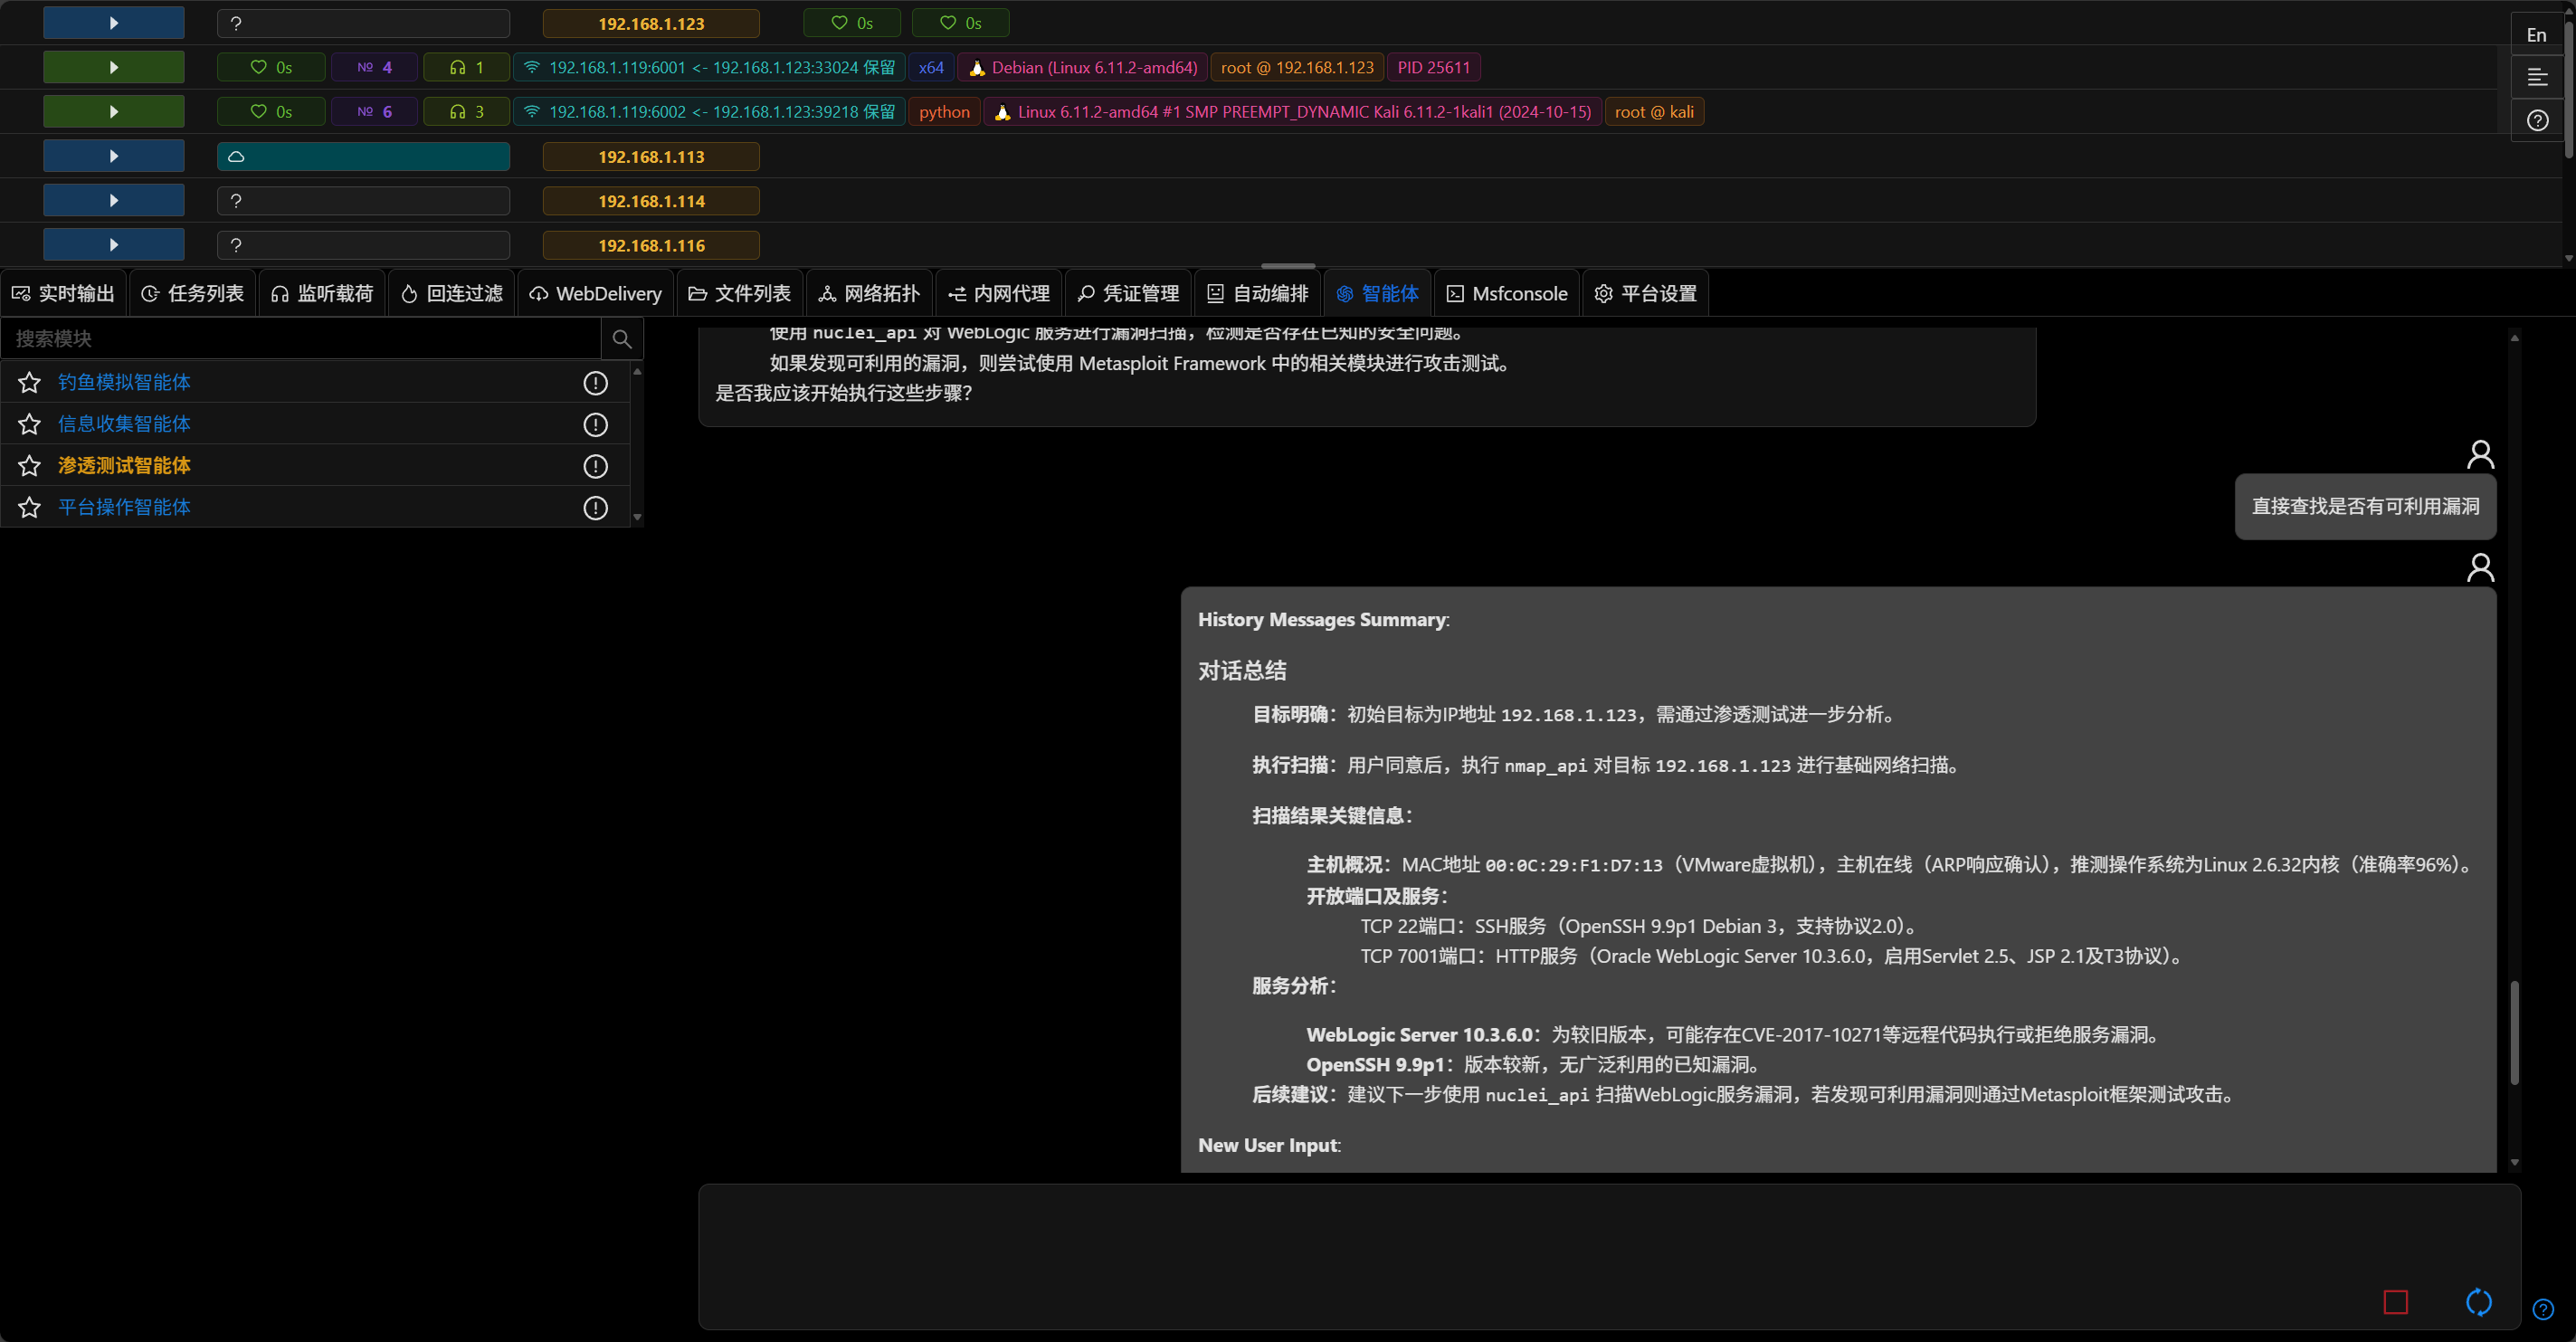 ? 192.168.1.123 0s 0s
En
0s № 4 1 192.168.1.119:6001 <- 192.168.1.123:33024 保留 x64 Debian (Linux 6.11.2-amd64) root @ 192.168.1.123 PID 25611
0s № 6 3 192.168.1.119:6002 <- 192.168.1.123:39218 保留 python Linux 6.11.2-amd64 #1 SMP PREEMPT_DYNAMIC Kali 6.11.2-1kali1 (2024-10-15) root @ kali
192.168.1.113
? 192.168.1.114
? 192.168.1.116
实时输出 任务列表 监听载荷 回连过滤 WebDelivery 文件列表 网络拓扑 内网代理 凭证管理 自动编排 智能体 Msfconsole 平台设置
搜索模块
钓鱼模拟智能体
信息收集智能体
渗透测试智能体
平台操作智能体
使用 nuclei_api 对 WebLogic 服务进行漏洞扫描，检测是否存在已知的安全问题。
如果发现可利用的漏洞，则尝试使用 Metasploit Framework 中的相关模块进行攻击测试。
是否我应该开始执行这些步骤？
直接查找是否有可利用漏洞
History Messages Summary:
对话总结
目标明确：初始目标为IP地址 192.168.1.123，需通过渗透测试进一步分析。
执行扫描：用户同意后，执行 nmap_api 对目标 192.168.1.123 进行基础网络扫描。
扫描结果关键信息：
主机概况：MAC地址 00:0C:29:F1:D7:13（VMware虚拟机），主机在线（ARP响应确认），推测操作系统为Linux 2.6.32内核（准确率96%）。
开放端口及服务：
TCP 22端口：SSH服务（OpenSSH 9.9p1 Debian 3，支持协议2.0）。
TCP 7001端口：HTTP服务（Oracle WebLogic Server 10.3.6.0，启用Servlet 2.5、JSP 2.1及T3协议）。
服务分析：
WebLogic Server 10.3.6.0：为较旧版本，可能存在CVE-2017-10271等远程代码执行或拒绝服务漏洞。
OpenSSH 9.9p1：版本较新，无广泛利用的已知漏洞。
后续建议：建议下一步使用 nuclei_api 扫描WebLogic服务漏洞，若发现可利用漏洞则通过Metasploit框架测试攻击。
New User Input: